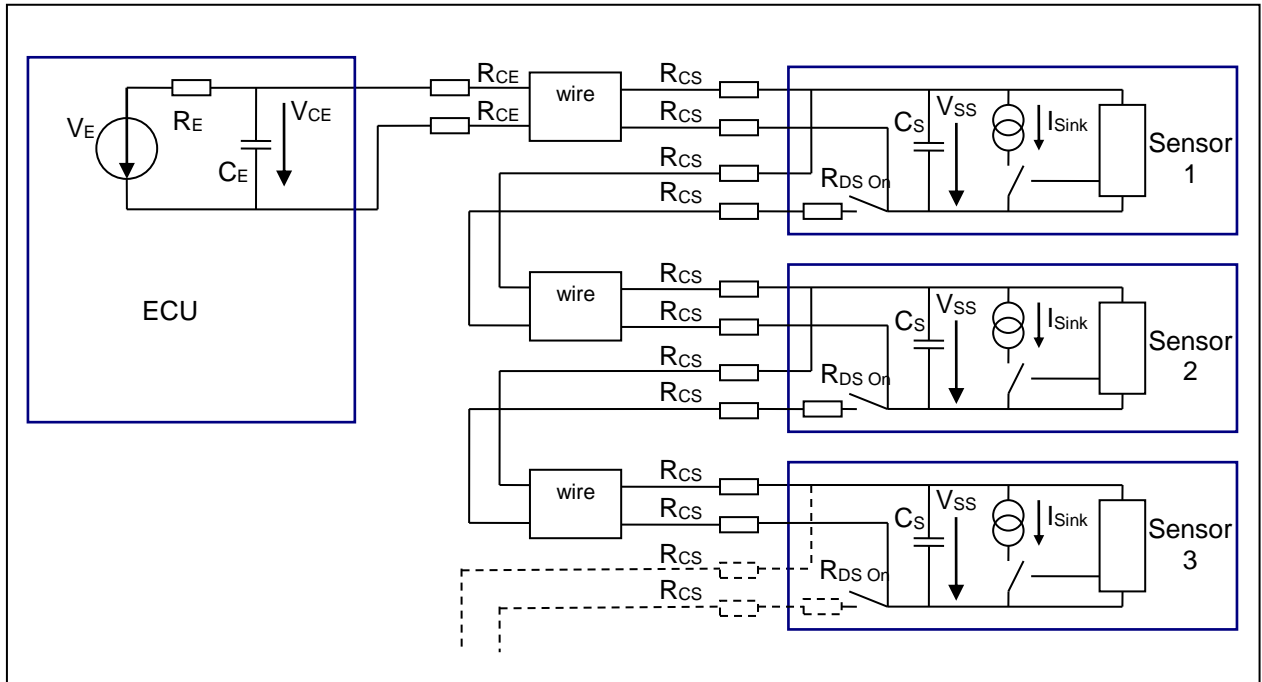 RCE
wire
RCS
VE
RE
VCE
CE
RCE
RCS
RCS
RCS
RDS On
CS
VSS
ISink
Sensor
1
ECU
wire
RCS
RCS
RCS
RCS
RDS On
CS
VSS
ISink
Sensor
2
wire
RCS
RCS
RCS
RCS
RDS On
CS
VSS
ISink
Sensor
3